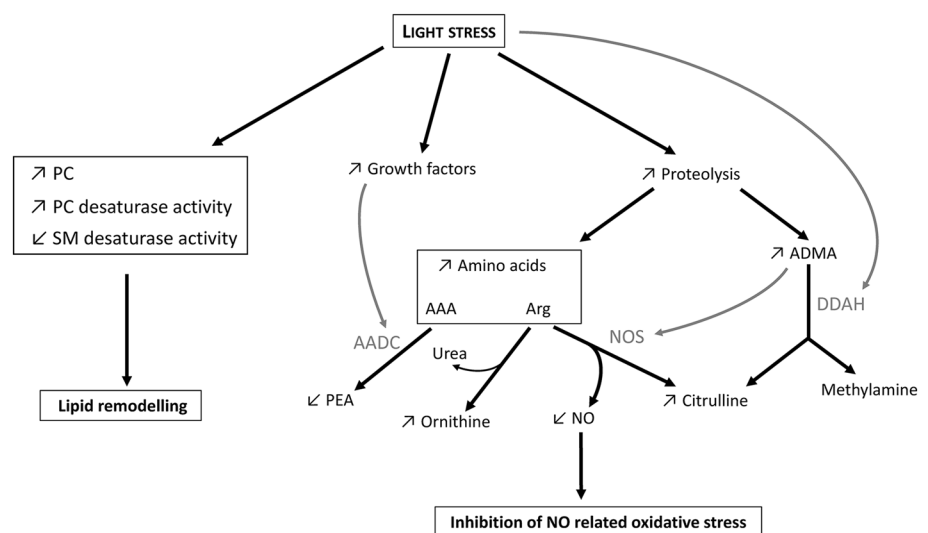 LIGHT STRESS
↗ PC
↗ PC desaturase activity
↙ SM desaturase activity
↗ Growth factors
↗ Proteolysis
↗ Amino acids
AAA Arg
↗ ADMA
DDAH
AADC
NOS
Urea
↙ PEA
↗ Ornithine
↙ NO
↗ Citrulline
Methylamine
Lipid remodelling
Inhibition of NO related oxidative stress